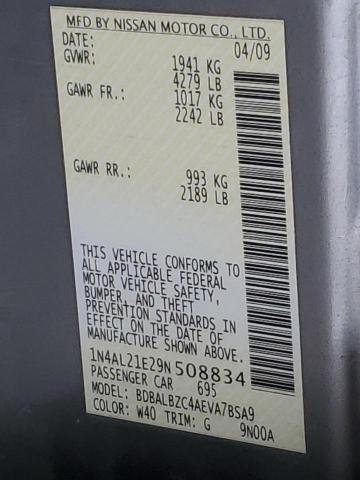 MFD BY NISSAN MOTOR CO., LTD.
DATE: 04/09
GVWR: 1941 KG
4279 LB
GAWR FR.: 1017 KG
2242 LB
GAWR RR.: 993 KG
2189 LB
THIS VEHICLE CONFORMS TO
ALL APPLICABLE FEDERAL
MOTOR VEHICLE SAFETY,
BUMPER, AND THEFT
PREVENTION STANDARDS IN
EFFECT ON THE DATE OF
MANUFACTURE SHOWN ABOVE.
1N4AL21E29N 508834
PASSENGER CAR 695
MODEL: BDBALBZC4AEVA7BSA9
COLOR: W40 TRIM: G 9N00A